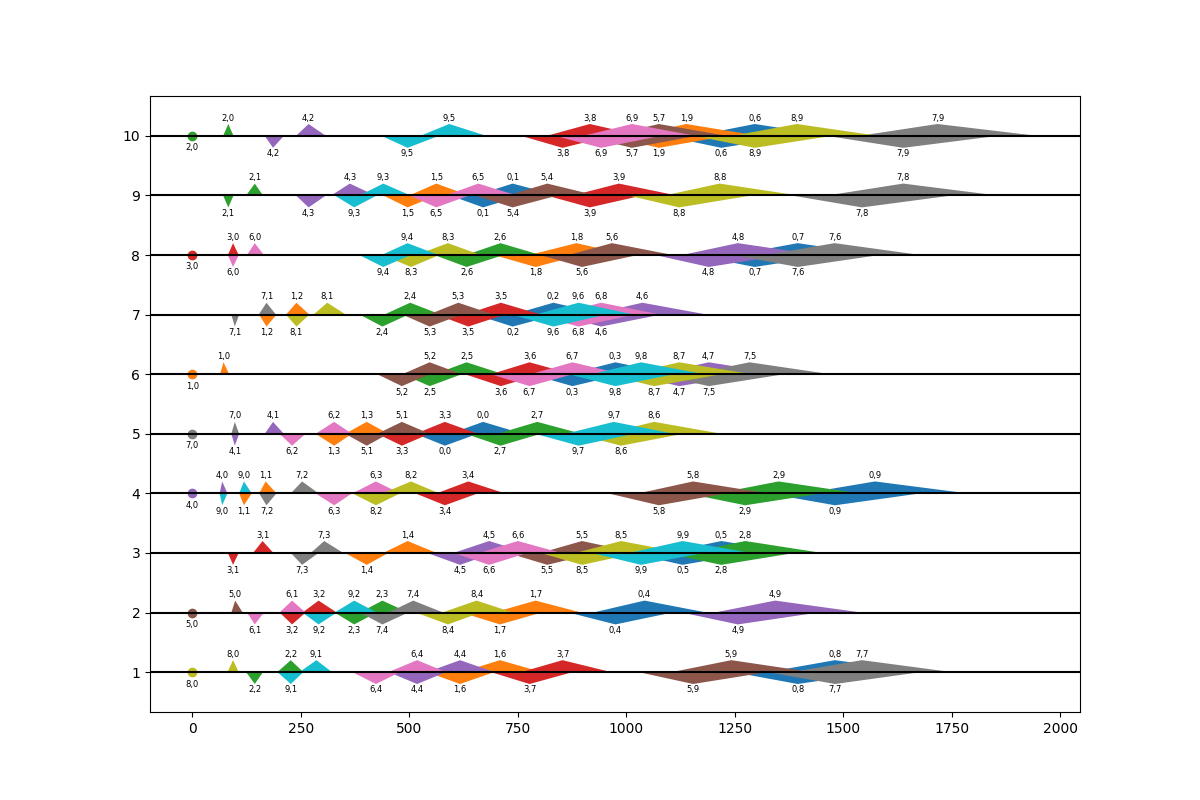 2,0 4,2 9,5 3,8 6,9 5,7 1,9 0,6 8,9 7,9
10
2,0 4,2 9,5 3,8 6,9 5,7 1,9 0,6 8,9 7,9
2,1 4,3 9,3 1,5 6,5 0,1 5,4 3,9 8,8 7,8
9
2,1 4,3 9,3 1,5 6,5 0,1 5,4 3,9 8,8 7,8
3,0 6,0 9,4 8,3 2,6 1,8 5,6 4,8 0,7 7,6
8
3,0 6,0 9,4 8,3 2,6 1,8 5,6 4,8 0,7 7,6
7,1 1,2 8,1 2,4 5,3 3,5 0,2 9,6 6,8 4,6
7
7,1 1,2 8,1 2,4 5,3 3,5 0,2 9,6 6,8 4,6
1,0 5,2 2,5 3,6 6,7 0,3 9,8 8,7 4,7 7,5
6
1,0 5,2 2,5 3,6 6,7 0,3 9,8 8,7 4,7 7,5
7,0 4,1 6,2 1,3 5,1 3,3 0,0 2,7 9,7 8,6
5
7,0 4,1 6,2 1,3 5,1 3,3 0,0 2,7 9,7 8,6
4,0 9,0 1,1 7,2 6,3 8,2 3,4 5,8 2,9 0,9
4
4,0 9,0 1,1 7,2 6,3 8,2 3,4 5,8 2,9 0,9
3,1 7,3 1,4 4,5 6,6 5,5 8,5 9,9 0,5 2,8
3
3,1 7,3 1,4 4,5 6,6 5,5 8,5 9,9 0,5 2,8
5,0 6,1 3,2 9,2 2,3 7,4 8,4 1,7 0,4 4,9
2
5,0 6,1 3,2 9,2 2,3 7,4 8,4 1,7 0,4 4,9
8,0 2,2 9,1 6,4 4,4 1,6 3,7 5,9 0,8 7,7
1
8,0 2,2 9,1 6,4 4,4 1,6 3,7 5,9 0,8 7,7
0 250 500 750 1000 1250 1500 1750 2000